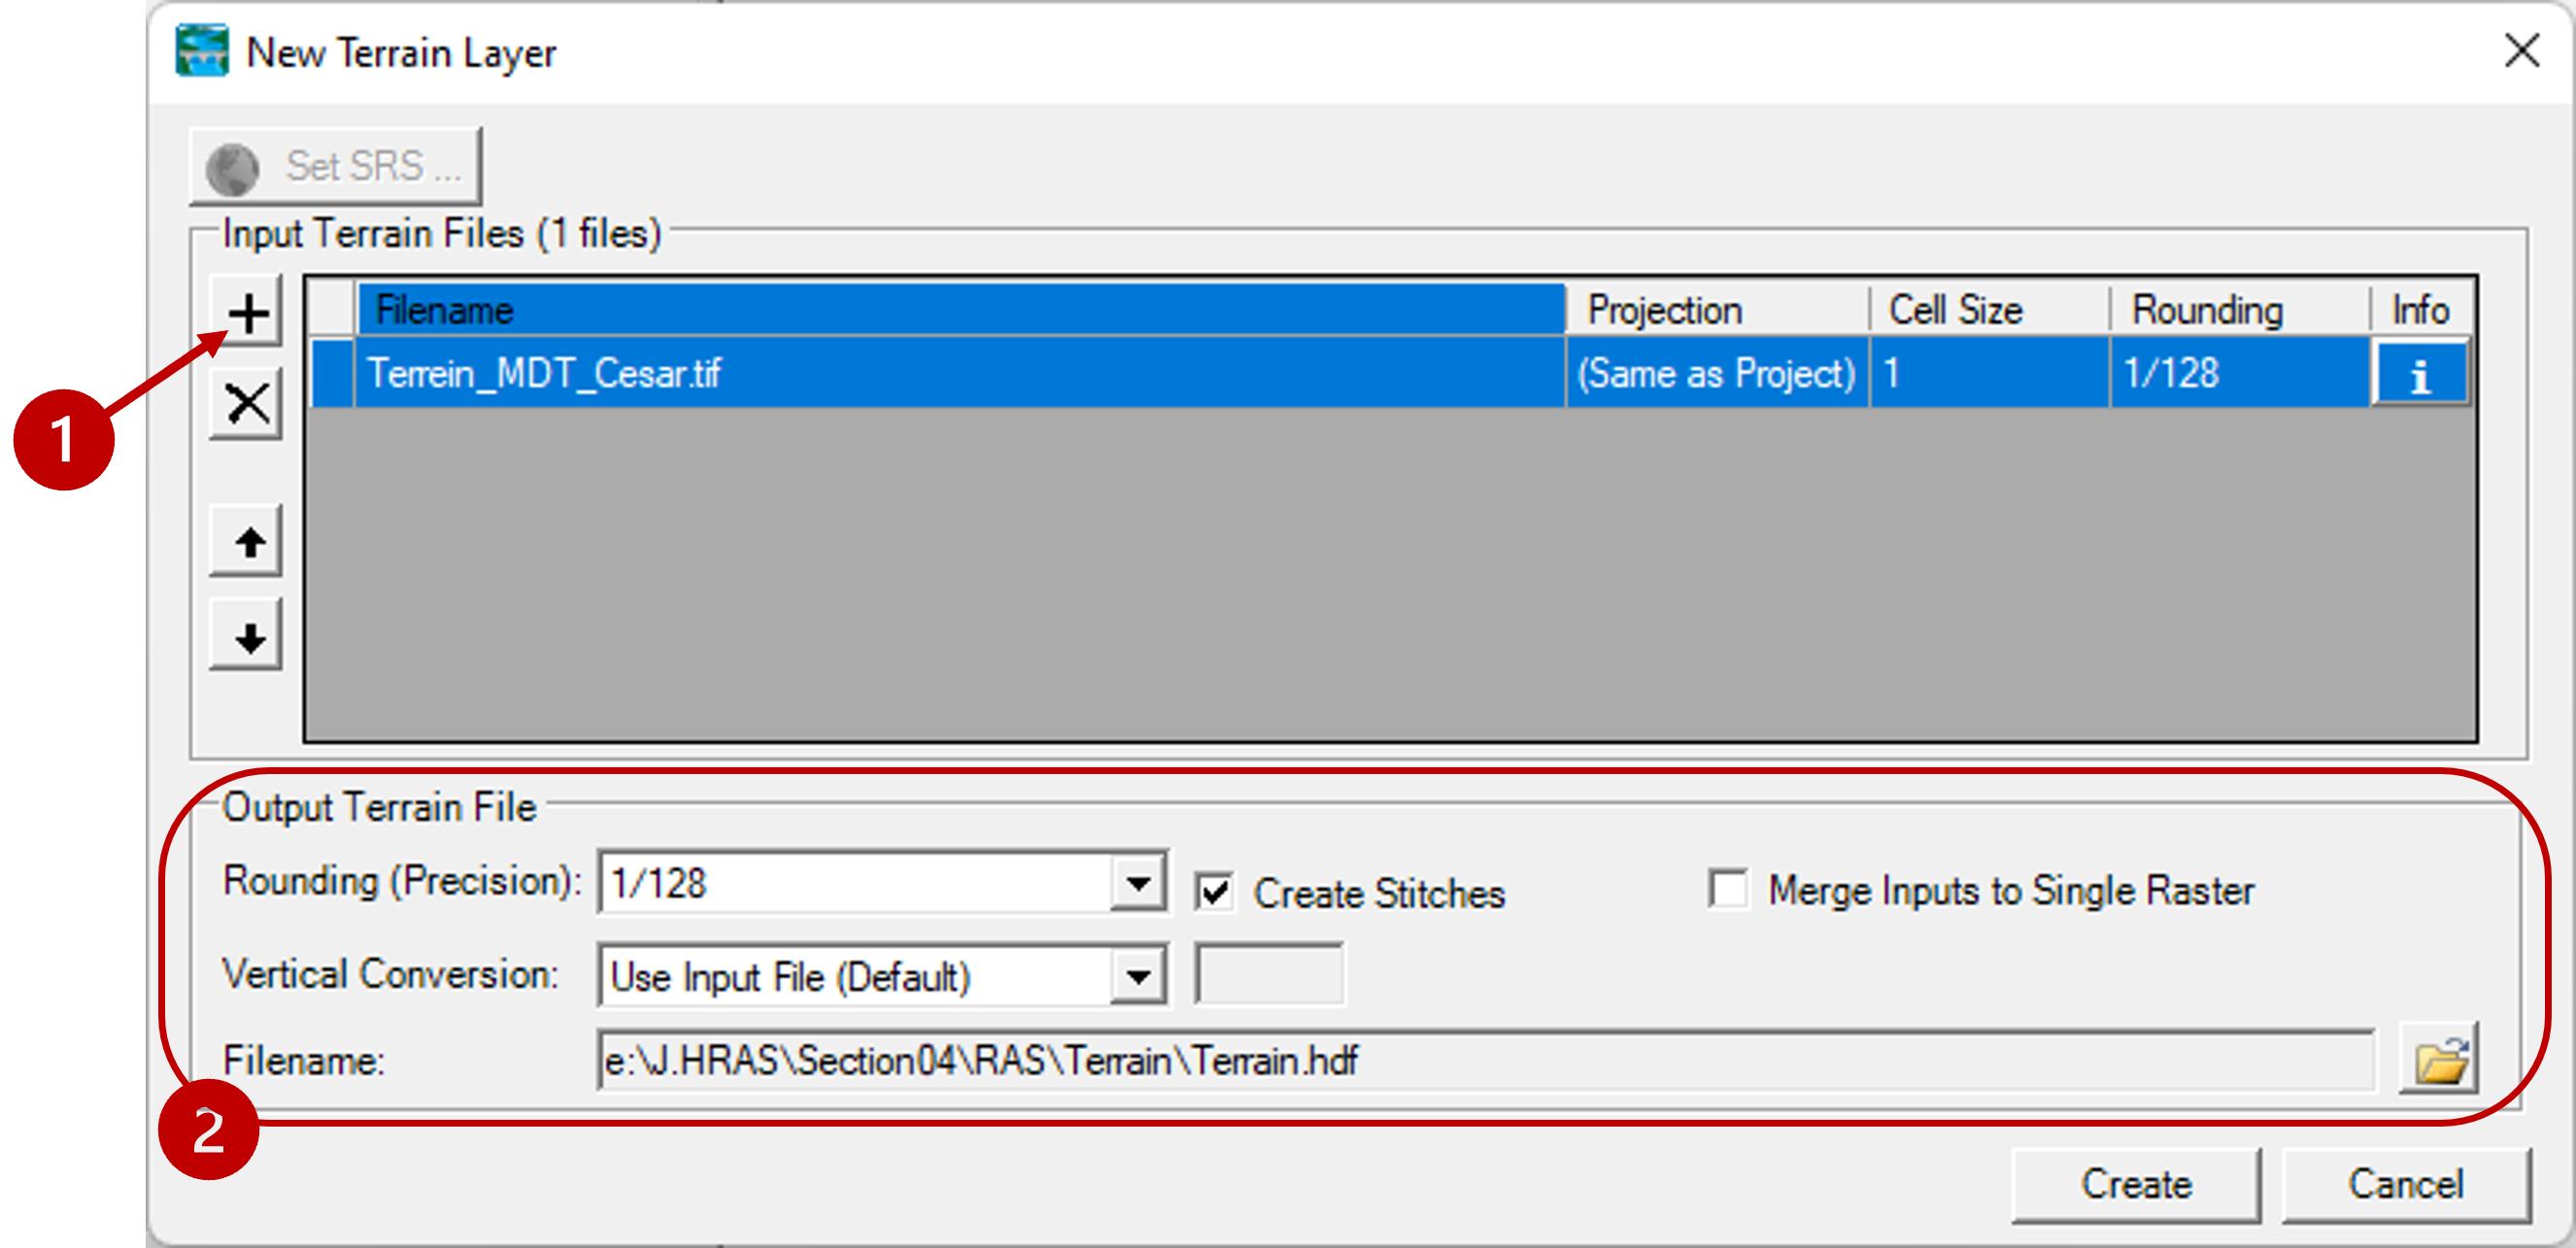 New Terrain Layer
Set SRS ...
Input Terrain Files (1 files)
Filename Projection Cell Size Rounding Info
Terrein_MDT_Cesar.tif (Same as Project) 1 1/128 i
1
Output Terrain File
Rounding (Precision): 1/128 Create Stitches Merge Inputs to Single Raster
Vertical Conversion: Use Input File (Default)
Filename: e:\J.HRAS\Section04\RAS\Terrain\Terrain.hdf
2
Create Cancel